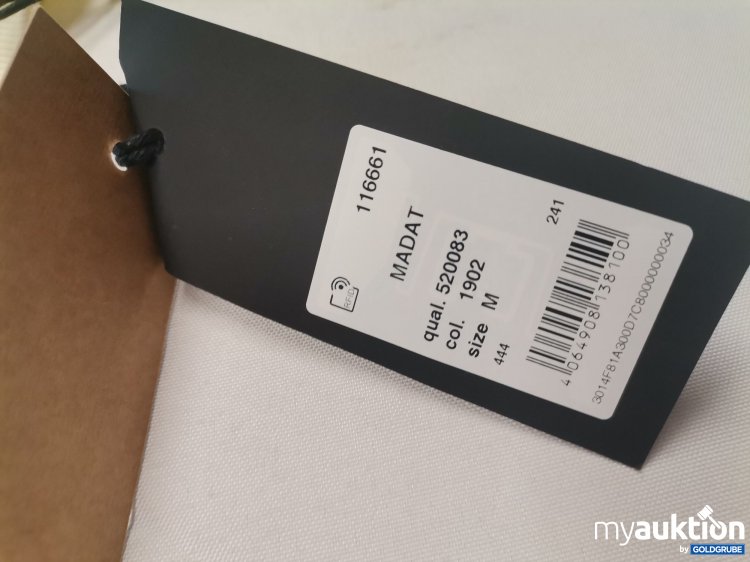 116661
MADAT
RFID
qual. 520083
col. 1902
size M
444
241
4 064908 138100
3014F81A300D7C8000000034
myauktion
by GOLDGRUBE